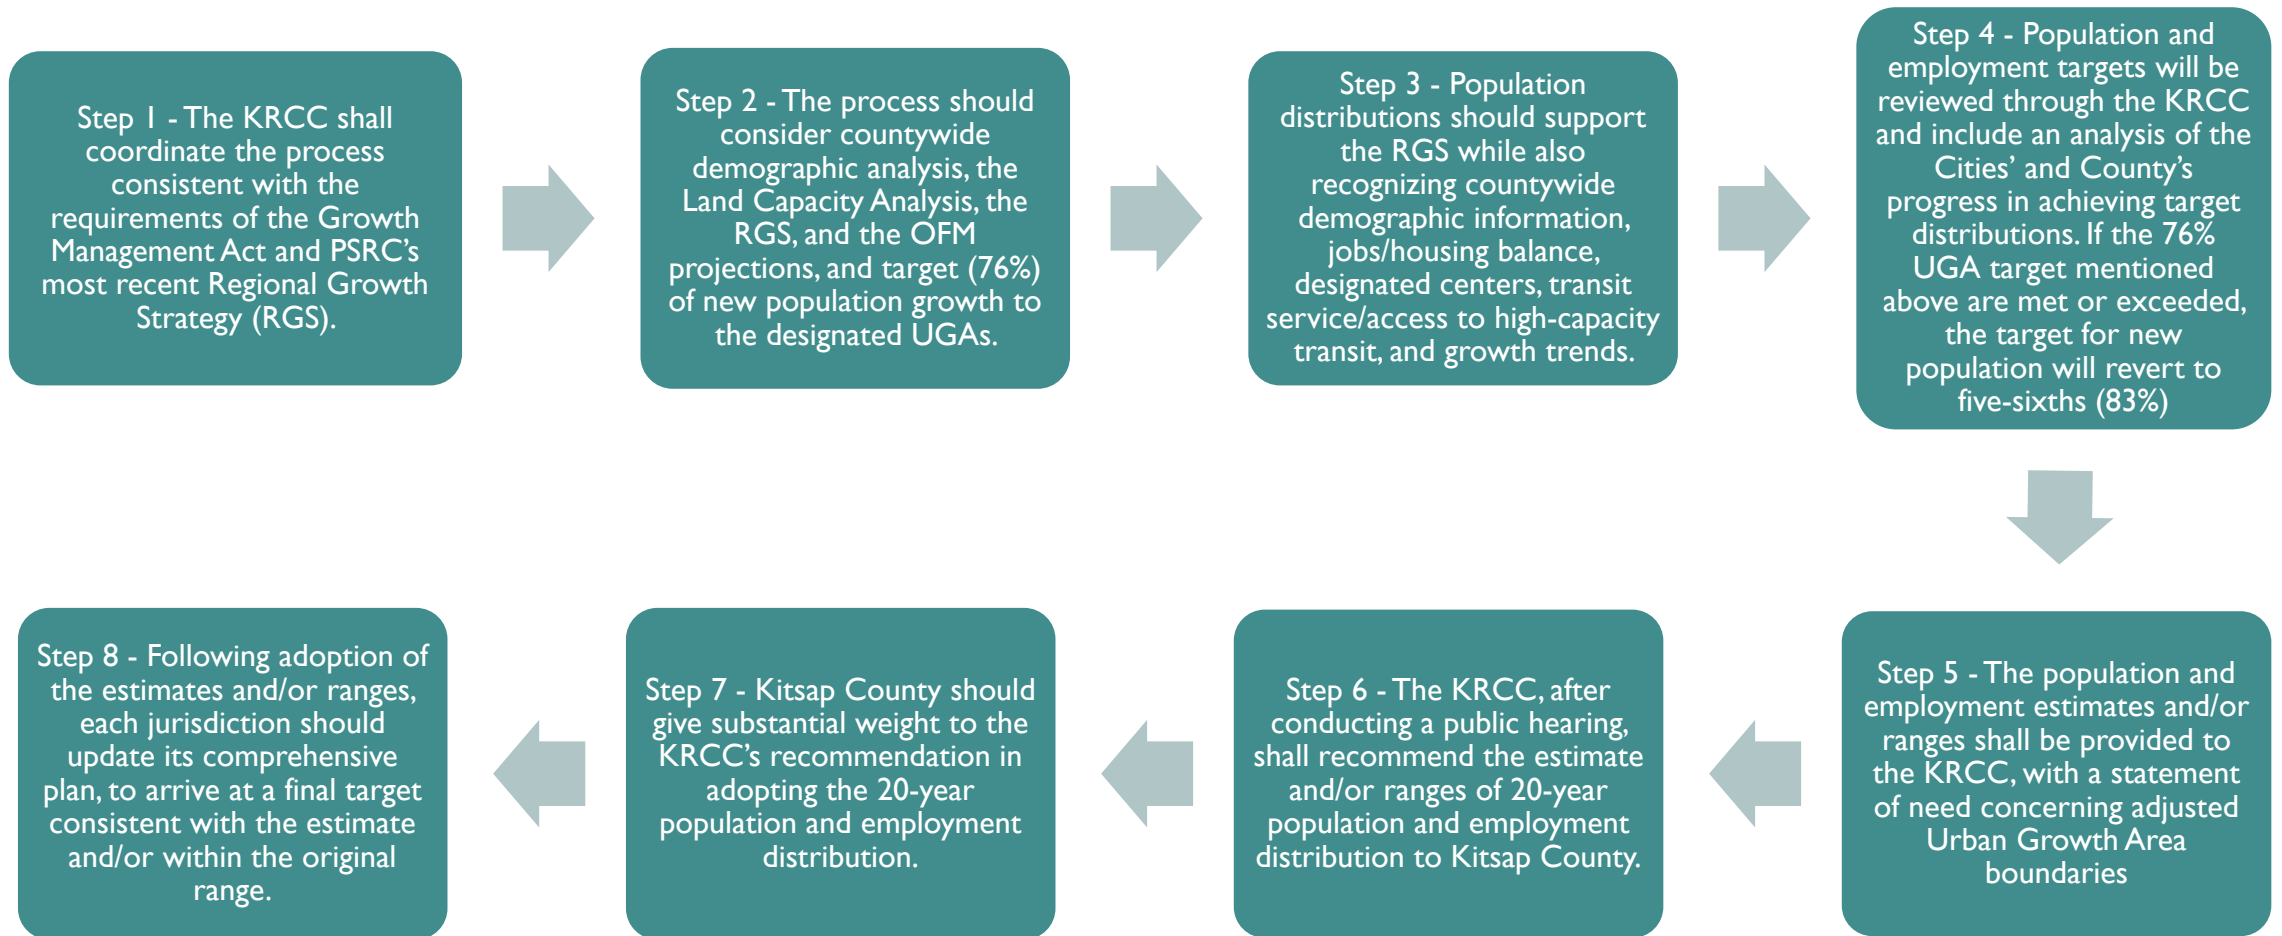 Step 1 - The KRCC shall
coordinate the process
consistent with the
requirements of the Growth
Management Act and PSRC’s
most recent Regional Growth
Strategy (RGS).
Step 2 - The process should
consider countywide
demographic analysis, the
Land Capacity Analysis, the
RGS, and the OFM
projections, and target (76%)
of new population growth to
the designated UGAs.
Step 3 - Population
distributions should support
the RGS while also
recognizing countywide
demographic information,
jobs/housing balance,
designated centers, transit
service/access to high-capacity
transit, and growth trends.
Step 4 - Population and
employment targets will be
reviewed through the KRCC
and include an analysis of the
Cities’ and County’s
progress in achieving target
distributions. If the 76%
UGA target mentioned
above are met or exceeded,
the target for new
population will revert to
five-sixths (83%)
Step 5 - The population and
employment estimates and/or
ranges shall be provided to
the KRCC, with a statement
of need concerning adjusted
Urban Growth Area
boundaries
Step 6 - The KRCC, after
conducting a public hearing,
shall recommend the estimate
and/or ranges of 20-year
population and employment
distribution to Kitsap County.
Step 7 - Kitsap County should
give substantial weight to the
KRCC’s recommendation in
adopting the 20-year
population and employment
distribution.
Step 8 - Following adoption of
the estimates and/or ranges,
each jurisdiction should
update its comprehensive
plan, to arrive at a final target
consistent with the estimate
and/or within the original
range.